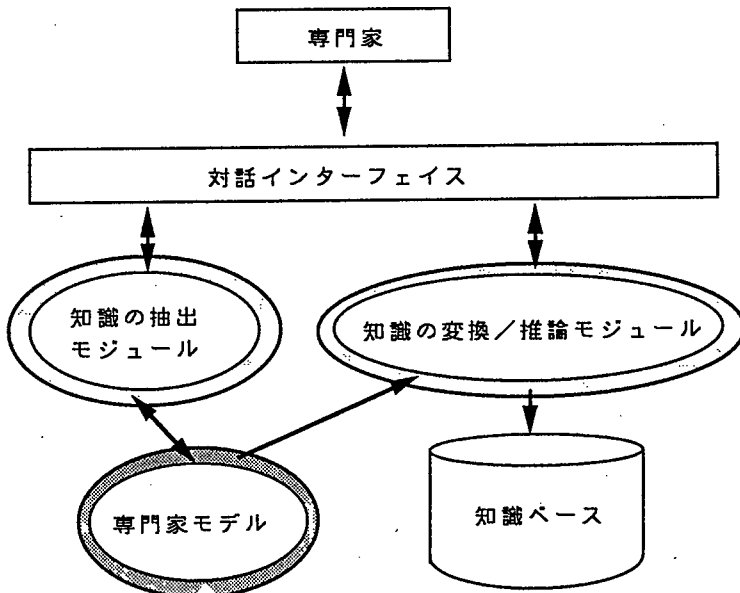 専門家
対話インターフェイス
知識の抽出
モジュール
知識の変換／推論モジュール
専門家モデル
知識ベース